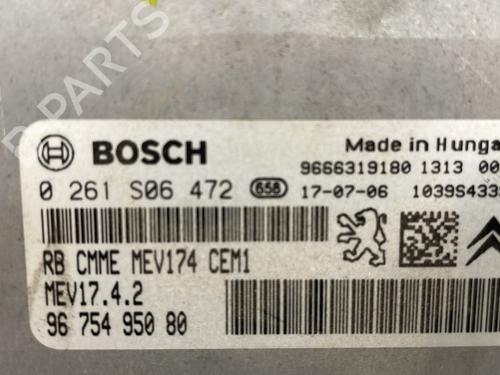 B PARTS
BOSCH
Made in Hunga
9666319180 1313 00
0 261 S06 472 658 17-07-06 1039S433
RB CMME MEV174 CEM1
MEV17.4.2
96 754 950 80